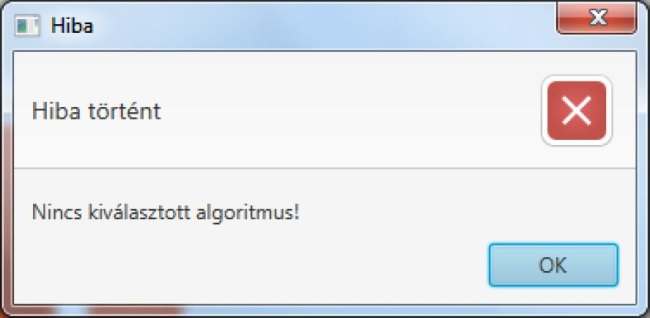 Hiba
Hiba történt
Nincs kiválasztott algoritmus!
OK